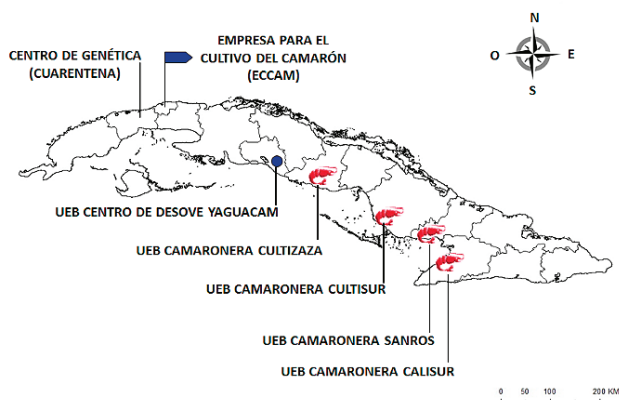 CENTRO DE GENÉTICA
(CUARENTENA)
EMPRESA PARA EL
CULTIVO DEL CAMARÓN
(ECCAM)
N
O
E
S
UEB CENTRO DE DESOVE YAGUACAM
UEB CAMARONERA CULTIZAZA
UEB CAMARONERA CULTISUR
UEB CAMARONERA SANROS
UEB CAMARONERA CALISUR
0 50 100 200 KM